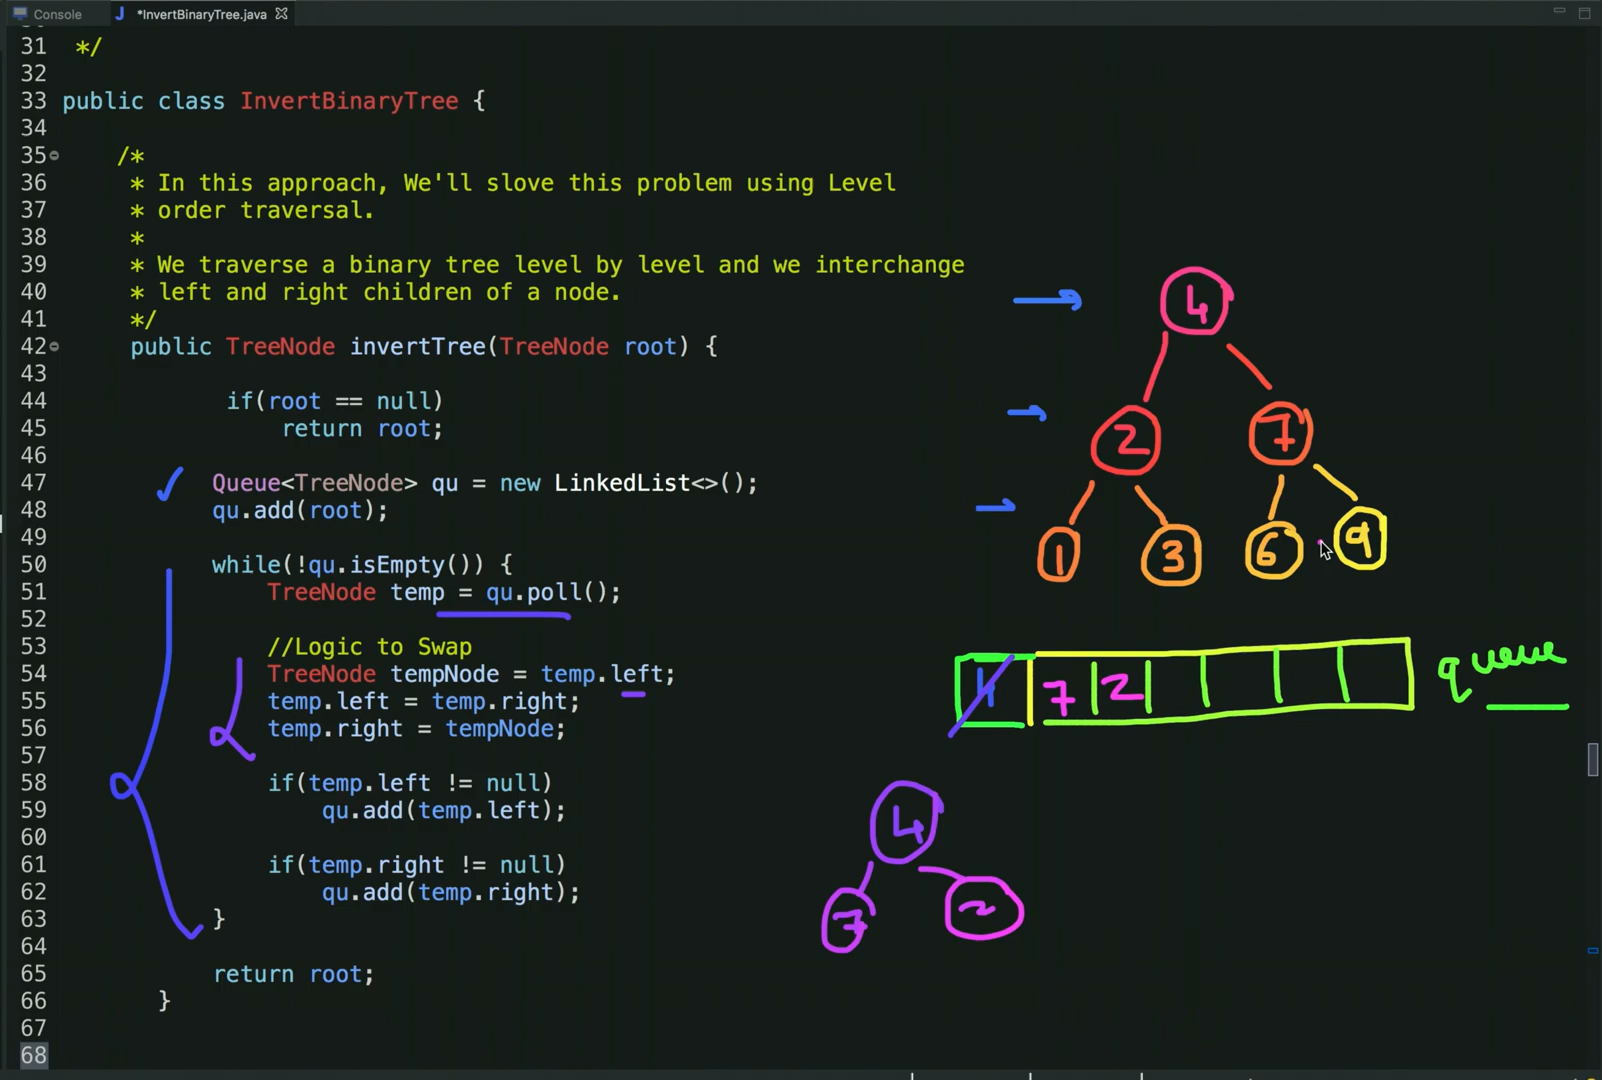 Console
*InvertBinaryTree.java
31 */
32
33 public class InvertBinaryTree {
34
35 /*
36 * In this approach, We'll slove this problem using Level
37 * order traversal.
38 *
39 * We traverse a binary tree level by level and we interchange
40 * left and right children of a node.
41 */
42 public TreeNode invertTree(TreeNode root) {
43
44 if(root == null)
45 return root;
46
47 Queue<TreeNode> qu = new LinkedList<>();
48 qu.add(root);
49
50 while(!qu.isEmpty()) {
51 TreeNode temp = qu.poll();
52
53 //Logic to Swap
54 TreeNode tempNode = temp.left;
55 temp.left = temp.right;
56 temp.right = tempNode;
57
58 if(temp.left != null)
59 qu.add(temp.left);
60
61 if(temp.right != null)
62 qu.add(temp.right);
63 }
64
65 return root;
66 }
67
68
4
2 7
1 3 6 9
4 7 2 queue
4
7 2